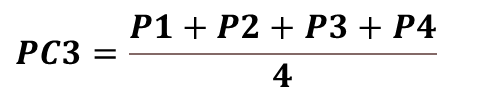 PC3 = (P1 + P2 + P3 + P4) / 4